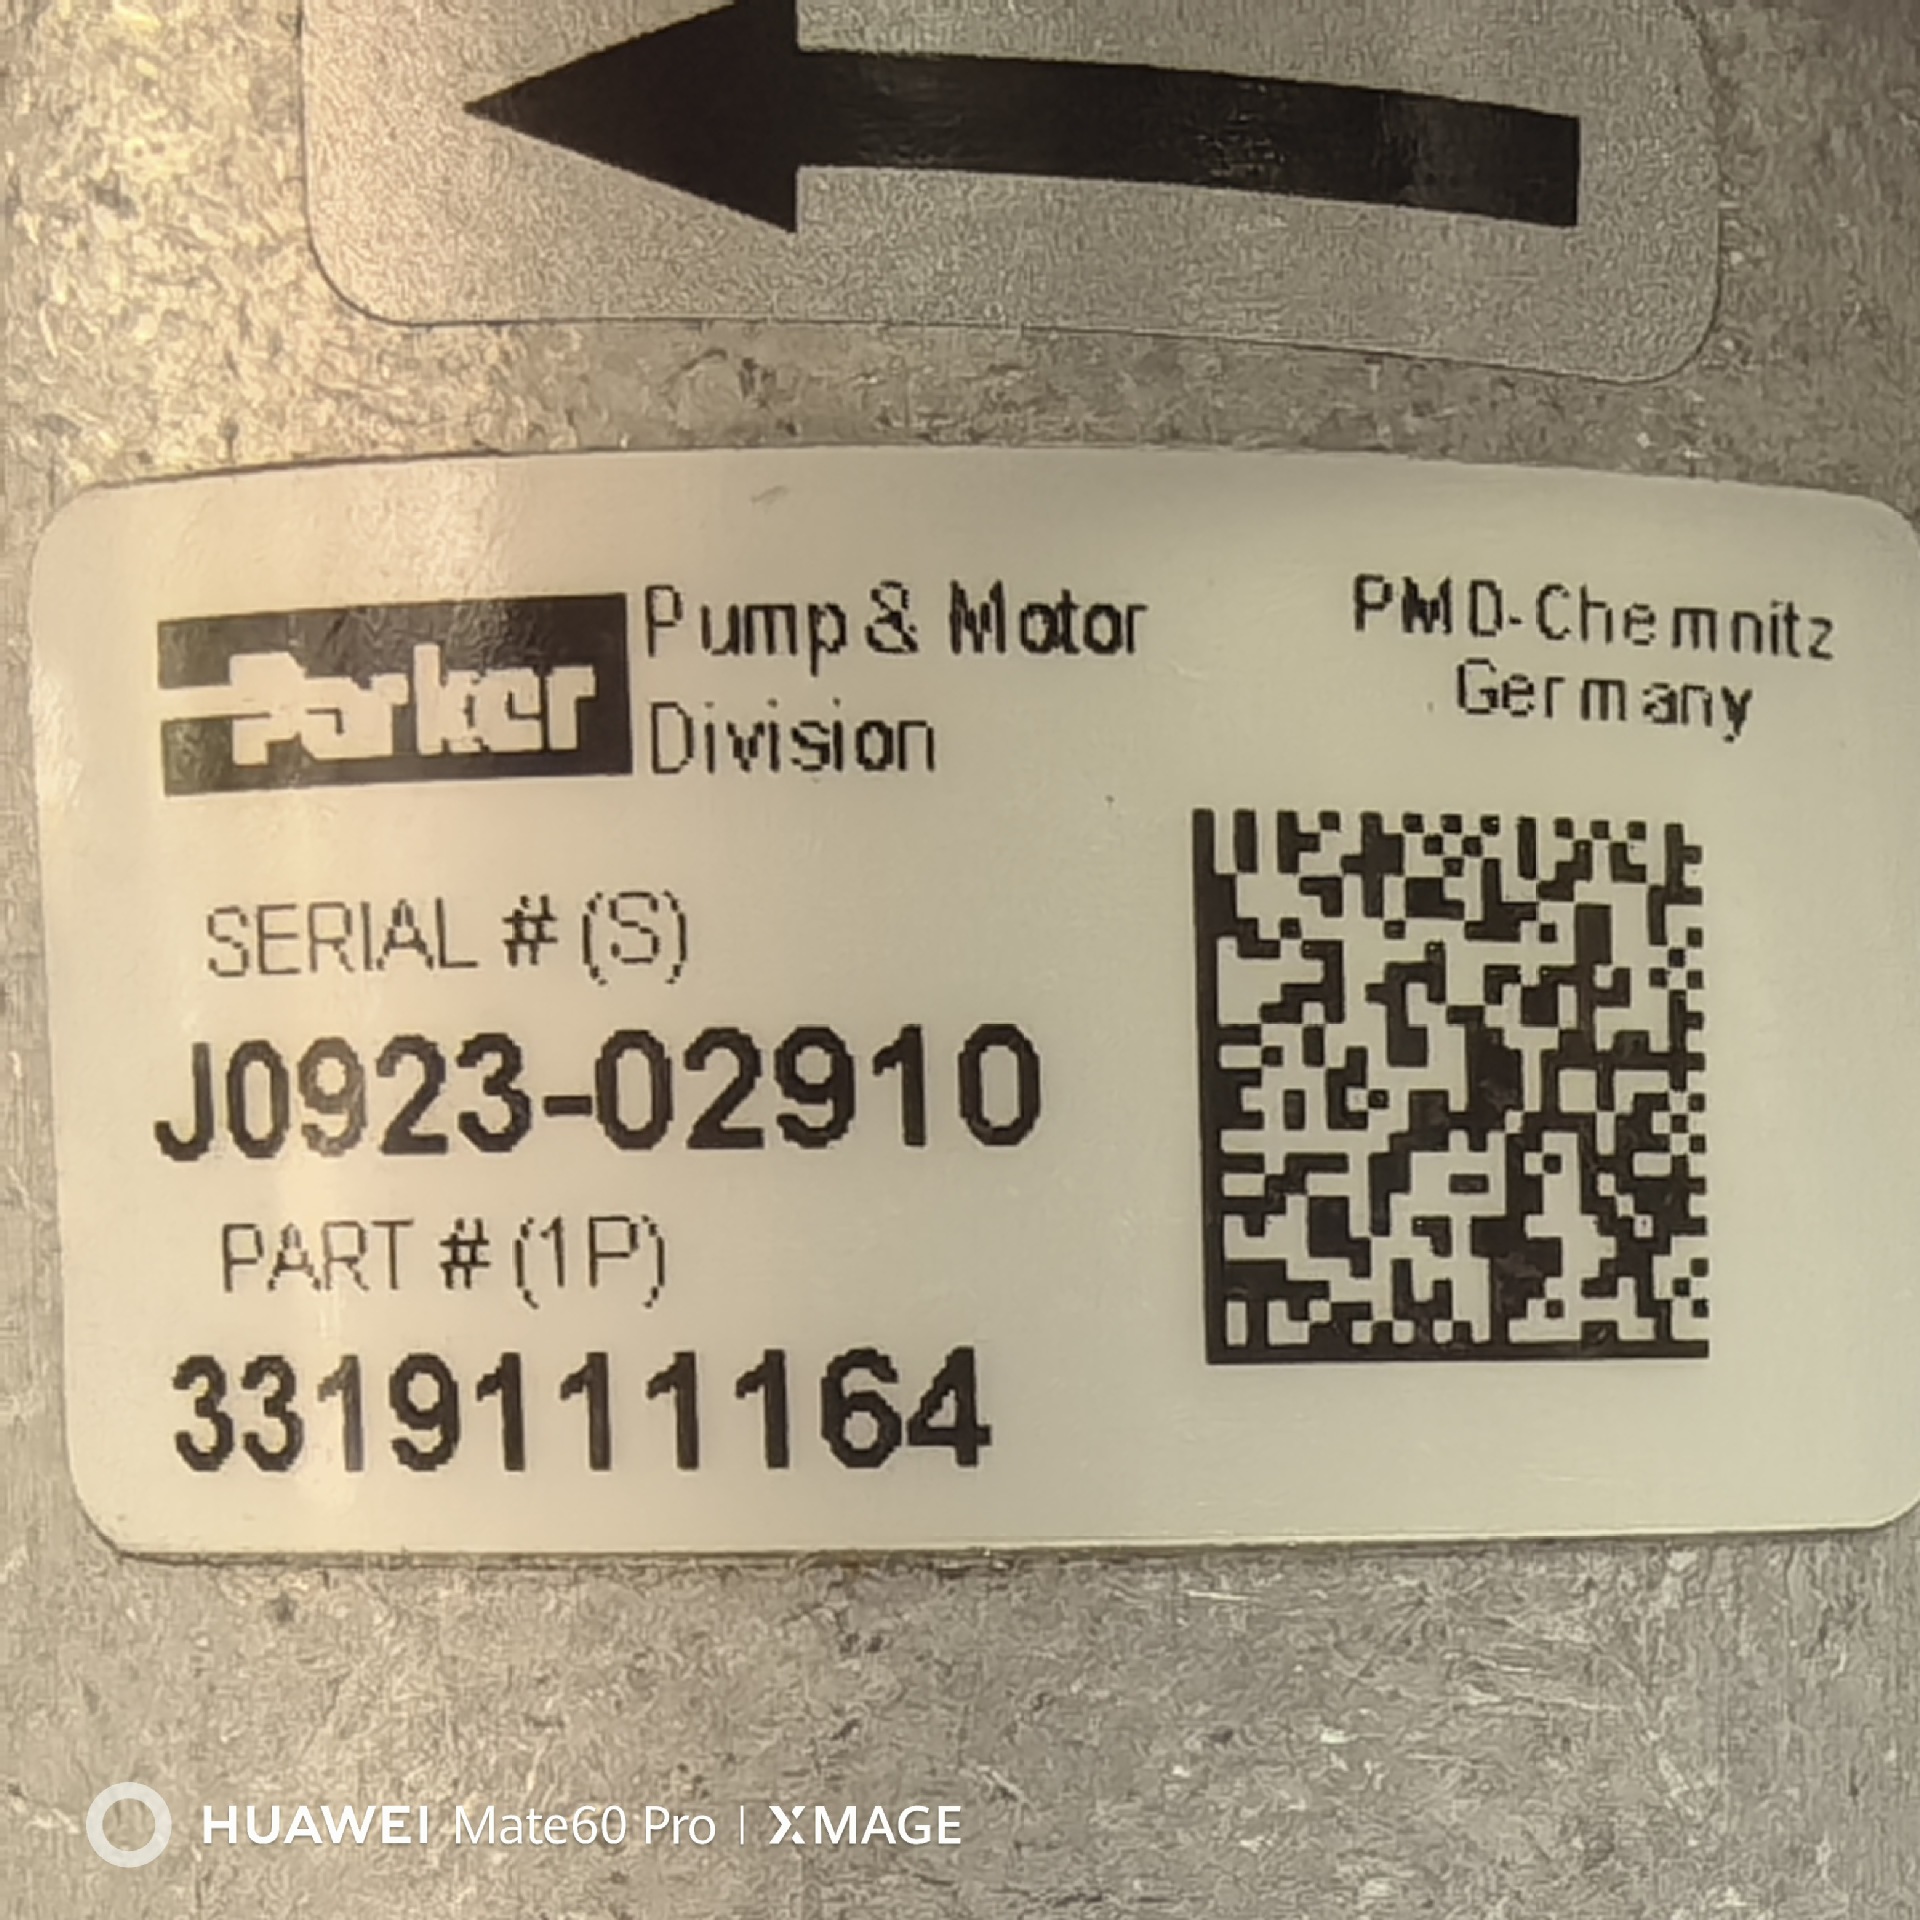 Parker Pump & Motor Division
PMD-Chemnitz
Germany
SERIAL # (S)
J0923-02910
PART # (1P)
3319111164
HUAWEI Mate60 Pro | XMAGE